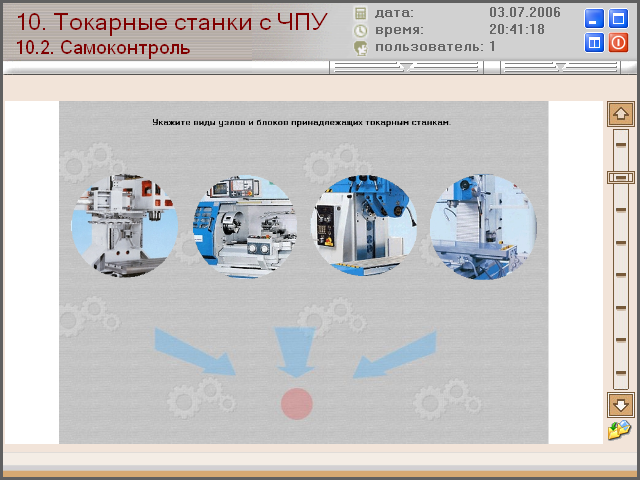 10. Токарные станки с ЧПУ
10.2. Самоконтроль
дата: 03.07.2006
время: 20:41:18
пользователь: 1
Укажите виды узлов и блоков принадлежащих токарным станкам.